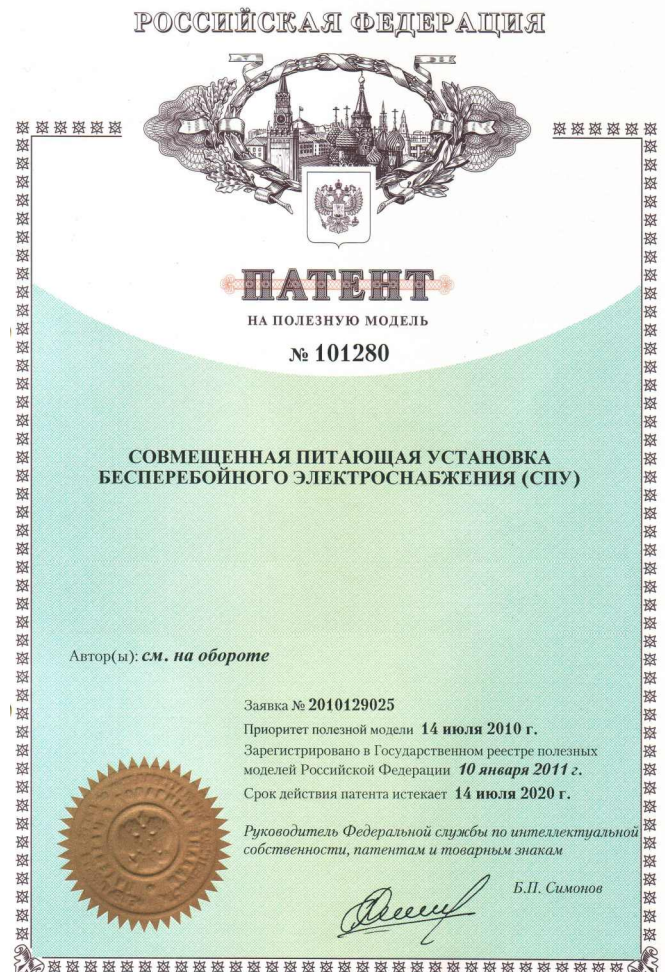 РОССИЙСКАЯ ФЕДЕРАЦИЯ
ПАТЕНТ
НА ПОЛЕЗНУЮ МОДЕЛЬ
№ 101280
СОВМЕЩЕННАЯ ПИТАЮЩАЯ УСТАНОВКА
БЕСПЕРЕБОЙНОГО ЭЛЕКТРОСНАБЖЕНИЯ (СПУ)
Автор(ы): см. на обороте
Заявка № 2010129025
Приоритет полезной модели 14 июля 2010 г.
Зарегистрировано в Государственном реестре полезных
моделей Российской Федерации 10 января 2011 г.
Срок действия патента истекает 14 июля 2020 г.
Руководитель Федеральной службы по интеллектуальной
собственности, патентам и товарным знакам
Б.П. Симонов